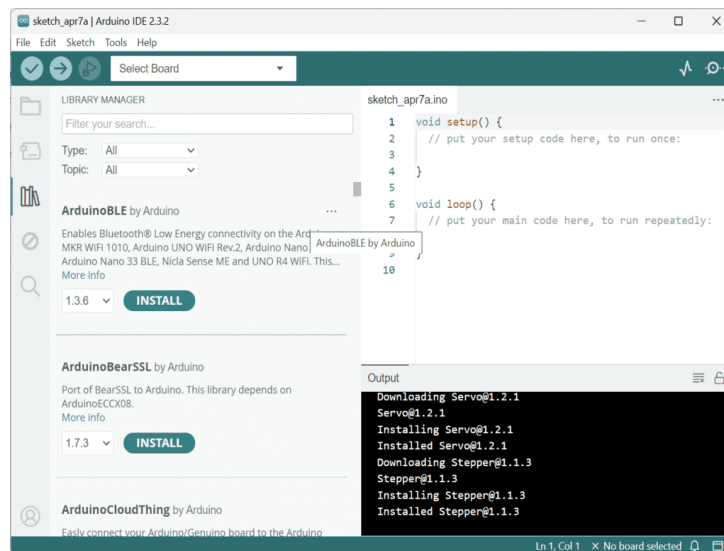 sketch_apr7a | Arduino IDE 2.3.2
File Edit Sketch Tools Help
Select Board
LIBRARY MANAGER
Filter your search...
Type: All
Topic: All
ArduinoBLE by Arduino
Enables Bluetooth® Low Energy connectivity on the
MKR WiFi 1010, Arduino UNO WiFi Rev.2, Arduino Nano
Arduino Nano 33 BLE, Nicla Sense ME and UNO R4 WiFi. This...
More info
1.3.6 INSTALL
ArduinoBearSSL by Arduino
Port of BearSSL to Arduino. This library depends on
ArduinoECCX08.
More info
1.7.3 INSTALL
ArduinoCloudThing by Arduino
Easly connect your Arduino/Genuino board to the Arduino
ArduinoBLE by Arduino
sketch_apr7a.ino
1 void setup() {
2 // put your setup code here, to run once:
3
4 }
5
6 void loop() {
7 // put your main code here, to run repeatedly:
9 }
10
Output
Downloading Servo@1.2.1
Servo@1.2.1
Installing Servo@1.2.1
Installed Servo@1.2.1
Downloading Stepper@1.1.3
Stepper@1.1.3
Installing Stepper@1.1.3
Installed Stepper@1.1.3
Ln 1, Col 1 × No board selected